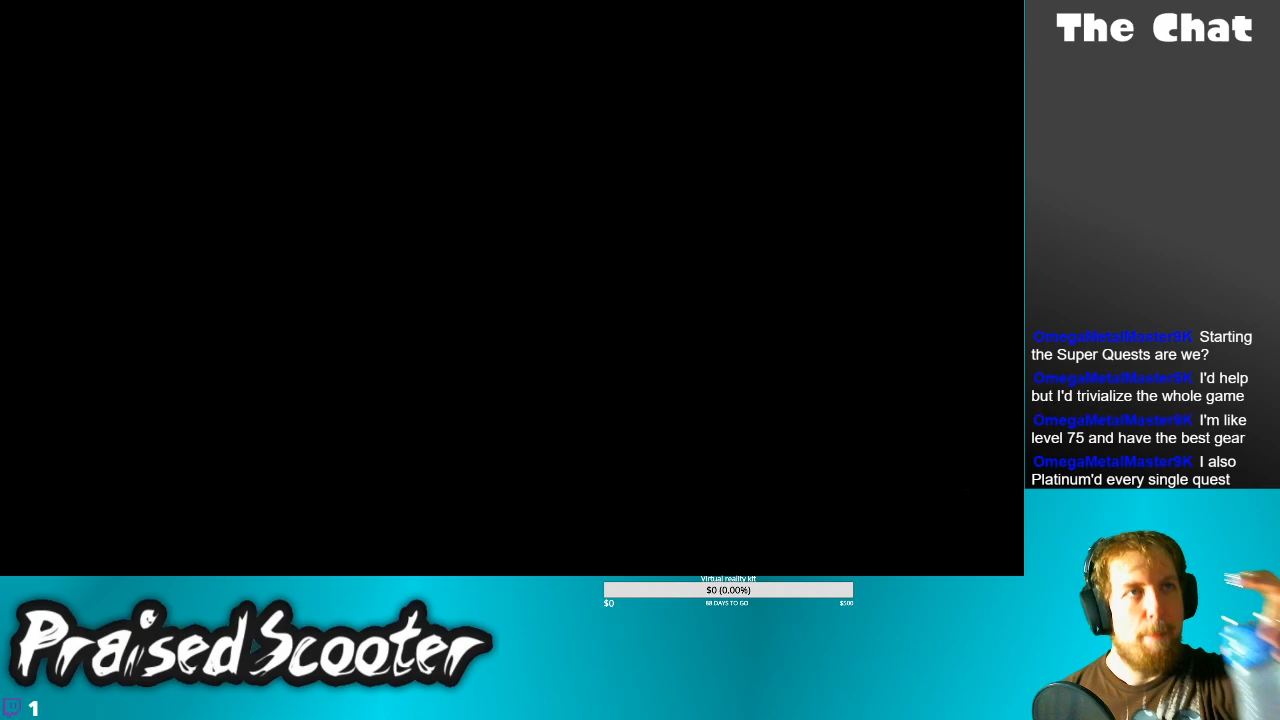 The Chat
OmegaMetalMaster9K Starting
the Super Quests are we?
OmegaMetalMaster9K I'd help
but I'd trivialize the whole game
OmegaMetalMaster9K I'm like
level 75 and have the best gear
OmegaMetalMaster9K I also
Platinum'd every single quest
Virtual reality kit
$0 (0.00%)
$0 88 DAYS TO GO $500
PraisedScooter
1